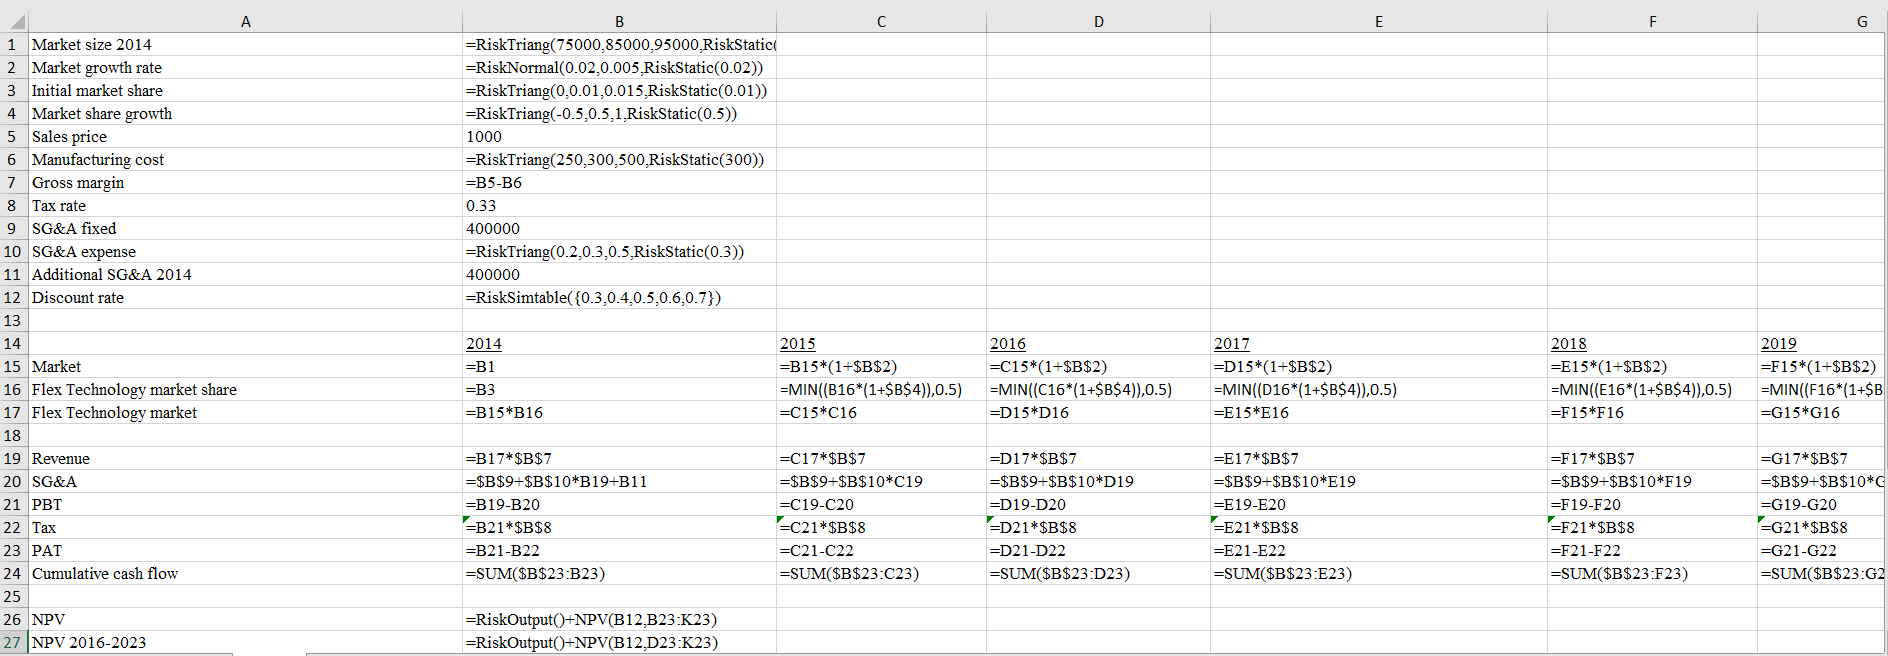 A B C D E F G
1 Market size 2014 =RiskTriang(75000,85000,95000,RiskStatic(
2 Market growth rate =RiskNormal(0.02,0.005,RiskStatic(0.02))
3 Initial market share =RiskTriang(0,0.01,0.015,RiskStatic(0.01))
4 Market share growth =RiskTriang(-0.5,0.5,1,RiskStatic(0.5))
5 Sales price 1000
6 Manufacturing cost =RiskTriang(250,300,500,RiskStatic(300))
7 Gross margin =B5-B6
8 Tax rate 0.33
9 SG&A fixed 400000
10 SG&A expense =RiskTriang(0.2,0.3,0.5,RiskStatic(0.3))
11 Additional SG&A 2014 400000
12 Discount rate =RiskSimtable({0.3,0.4,0.5,0.6,0.7})
13
14 2014 2015 2016 2017 2018 2019
15 Market =B1 =B15*(1+$B$2) =C15*(1+$B$2) =D15*(1+$B$2) =E15*(1+$B$2) =F15*(1+$B$2)
16 Flex Technology market share =B3 =MIN((B16*(1+$B$4)),0.5) =MIN((C16*(1+$B$4)),0.5) =MIN((D16*(1+$B$4)),0.5) =MIN((E16*(1+$B$4)),0.5) =MIN((F16*(1+$B
17 Flex Technology market =B15*B16 =C15*C16 =D15*D16 =E15*E16 =F15*F16 =G15*G16
18
19 Revenue =B17*$B$7 =C17*$B$7 =D17*$B$7 =E17*$B$7 =F17*$B$7 =G17*$B$7
20 SG&A =$B$9+$B$10*B19+B11 =$B$9+$B$10*C19 =$B$9+$B$10*D19 =$B$9+$B$10*E19 =$B$9+$B$10*F19 =$B$9+$B$10*G
21 PBT =B19-B20 =C19-C20 =D19-D20 =E19-E20 =F19-F20 =G19-G20
22 Tax =B21*$B$8 =C21*$B$8 =D21*$B$8 =E21*$B$8 =F21*$B$8 =G21*$B$8
23 PAT =B21-B22 =C21-C22 =D21-D22 =E21-E22 =F21-F22 =G21-G22
24 Cumulative cash flow =SUM($B$23:B23) =SUM($B$23:C23) =SUM($B$23:D23) =SUM($B$23:E23) =SUM($B$23:F23) =SUM($B$23:G2
25
26 NPV =RiskOutput()+NPV(B12,B23:K23)
27 NPV 2016-2023 =RiskOutput()+NPV(B12,D23:K23)